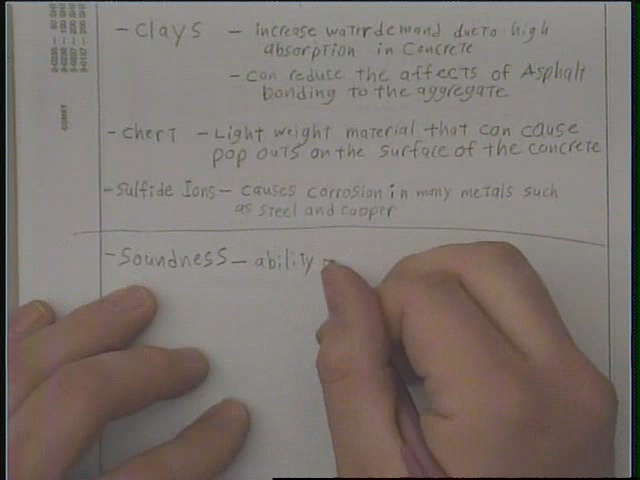 - Clays - increase water demand due to high
absorption in Concrete
- Can reduce the affects of Asphalt
bonding to the aggregate
- Chert - Light weight material that can cause
pop outs on the surface of the concrete
- Sulfide Ions - causes corrosion in many metals such
as steel and cooper
- Soundness - ability